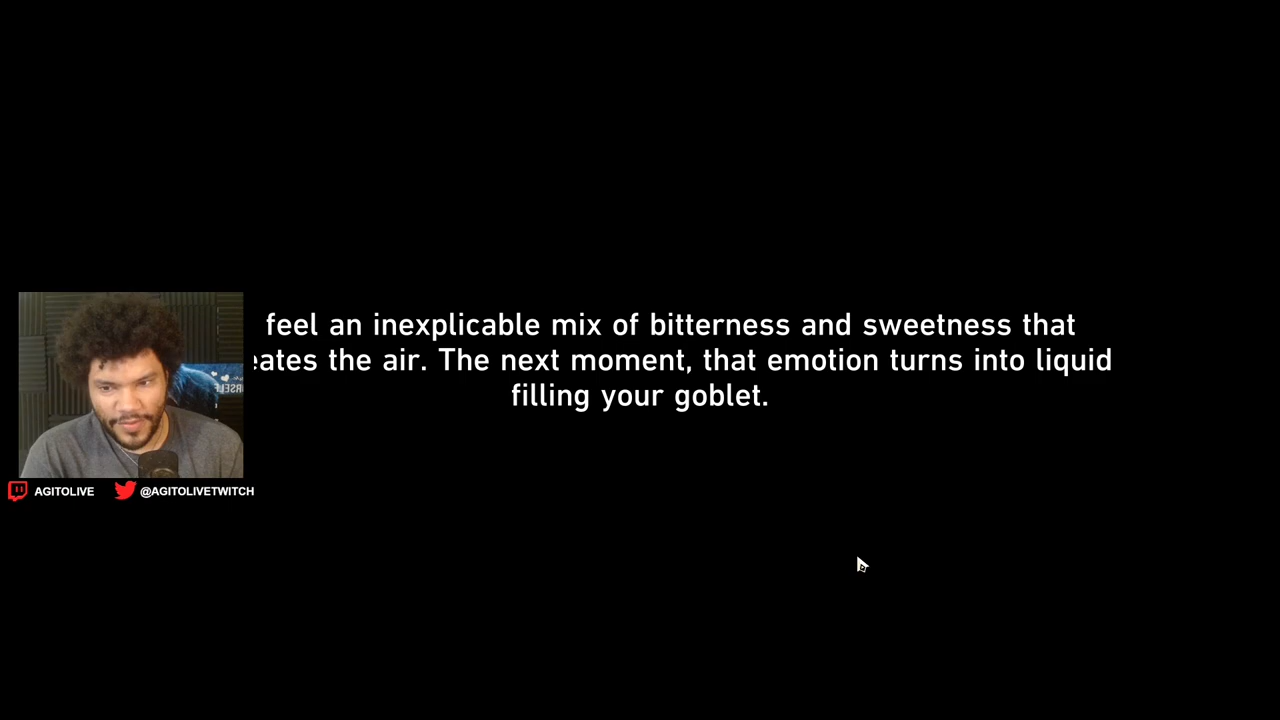 feel an inexplicable mix of bitterness and sweetness that
eates the air. The next moment, that emotion turns into liquid
filling your goblet.
AGITOLIVE @AGITOLIVETWITCH